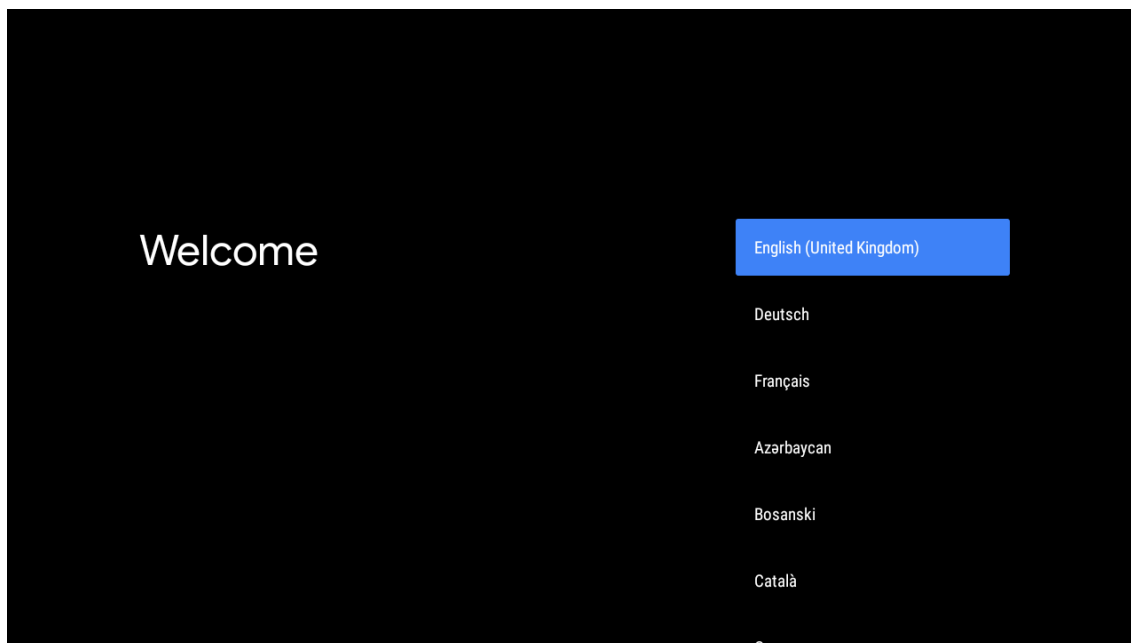 Welcome
English (United Kingdom)
Deutsch
Français
Azərbaycan
Bosanski
Català